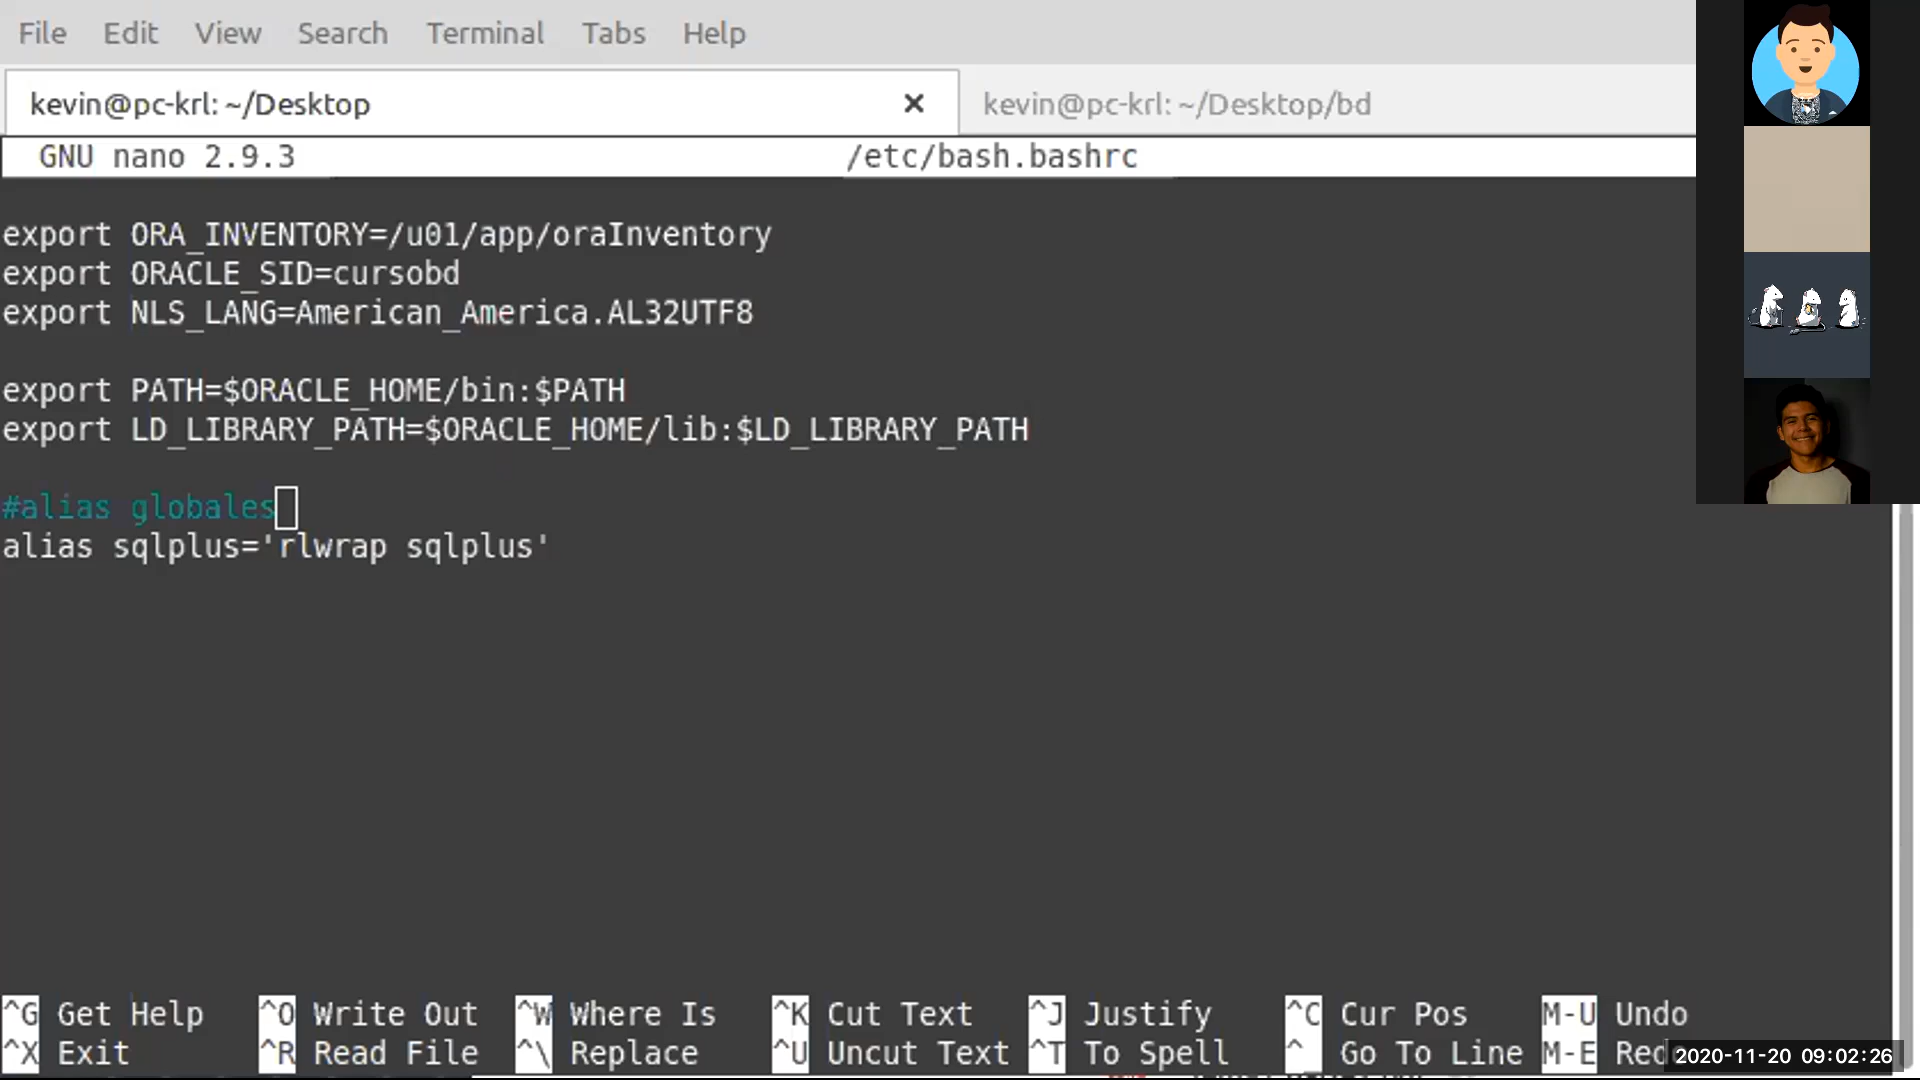 File Edit View Search Terminal Tabs Help
kevin@pc-krl: ~/Desktop × kevin@pc-krl: ~/Desktop/bd
GNU nano 2.9.3 /etc/bash.bashrc
export ORA_INVENTORY=/u01/app/oraInventory
export ORACLE_SID=cursobd
export NLS_LANG=American_America.AL32UTF8
export PATH=$ORACLE_HOME/bin:$PATH
export LD_LIBRARY_PATH=$ORACLE_HOME/lib:$LD_LIBRARY_PATH
#alias globales
alias sqlplus='rlwrap sqlplus'
^G Get Help ^O Write Out ^W Where Is ^K Cut Text ^J Justify ^C Cur Pos M-U Undo
^X Exit ^R Read File ^\ Replace ^U Uncut Text ^T To Spell ^_ Go To Line M-E Redo
2020-11-20 09:02:26